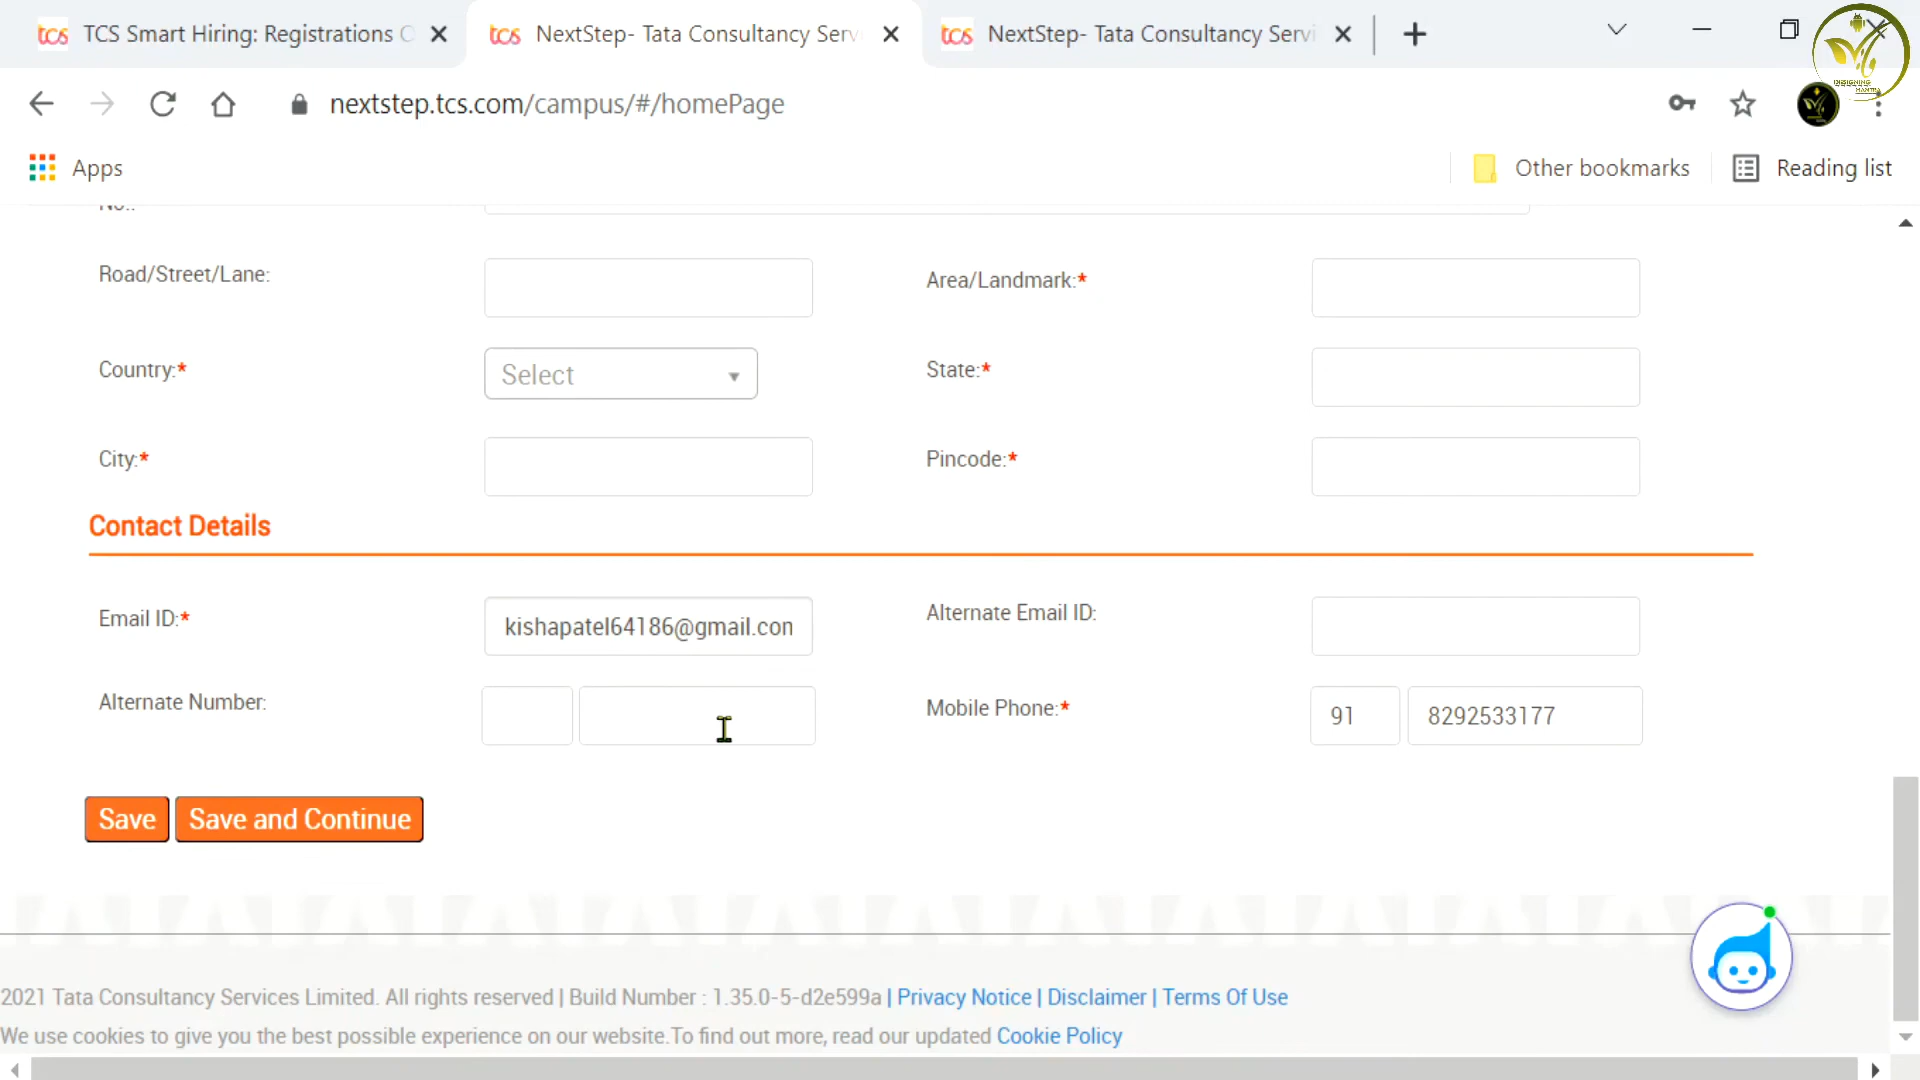 tcs TCS Smart Hiring: Registrations
tcs NextStep- Tata Consultancy Serv
tcs NextStep- Tata Consultancy Servi
nextstep.tcs.com/campus/#/homePage
Apps
Other bookmarks
Reading list
Road/Street/Lane:
Area/Landmark:*
Country:*
Select
State:*
City:*
Pincode:*
Contact Details
Email ID:*
kishapatel64186@gmail.con
Alternate Email ID:
Alternate Number:
Mobile Phone:*
91
8292533177
Save
Save and Continue
2021 Tata Consultancy Services Limited. All rights reserved | Build Number : 1.35.0-5-d2e599a | Privacy Notice | Disclaimer | Terms Of Use
We use cookies to give you the best possible experience on our website.To find out more, read our updated Cookie Policy